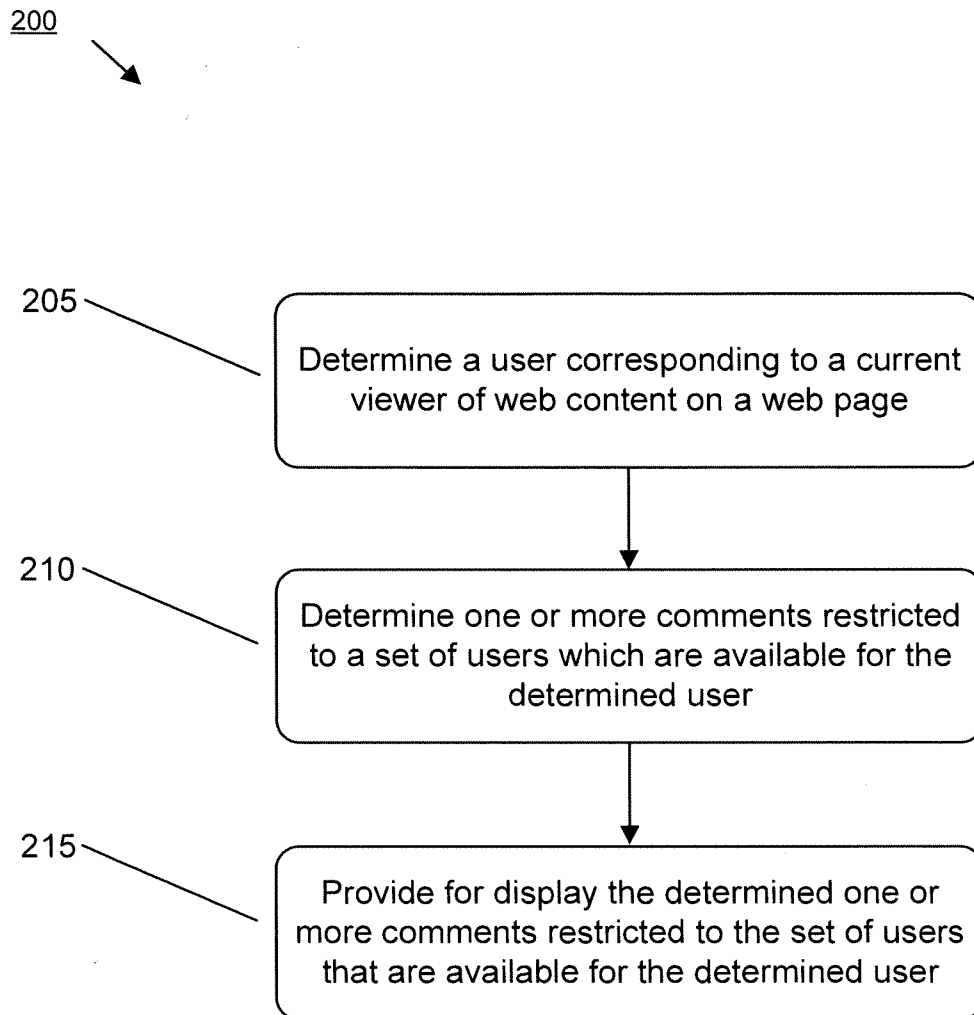 200
205
Determine a user corresponding to a current
viewer of web content on a web page
210
Determine one or more comments restricted
to a set of users which are available for the
determined user
215
Provide for display the determined one or
more comments restricted to the set of users
that are available for the determined user